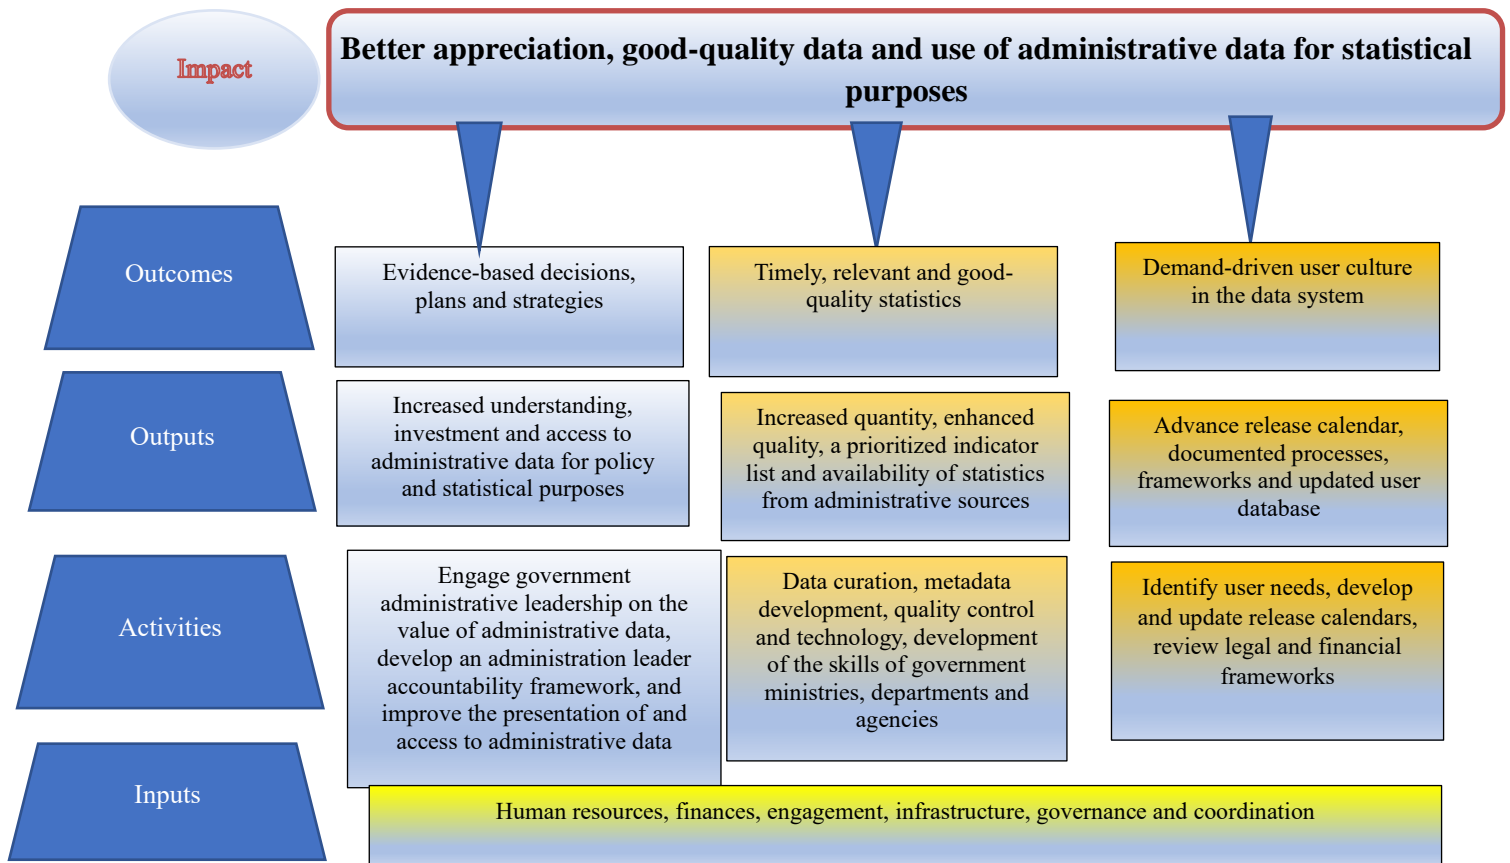 Impact
Better appreciation, good-quality data and use of administrative data for statistical
purposes
Outcomes
Evidence-based decisions,
plans and strategies
Timely, relevant and good-
quality statistics
Demand-driven user culture
in the data system
Outputs
Increased understanding,
investment and access to
administrative data for policy
and statistical purposes
Increased quantity, enhanced
quality, a prioritized indicator
list and availability of statistics
from administrative sources
Advance release calendar,
documented processes,
frameworks and updated user
database
Activities
Engage government
administrative leadership on the
value of administrative data,
develop an administration leader
accountability framework, and
improve the presentation of and
access to administrative data
Data curation, metadata
development, quality control
and technology, development
of the skills of government
ministries, departments and
agencies
Identify user needs, develop
and update release calendars,
review legal and financial
frameworks
Inputs
Human resources, finances, engagement, infrastructure, governance and coordination